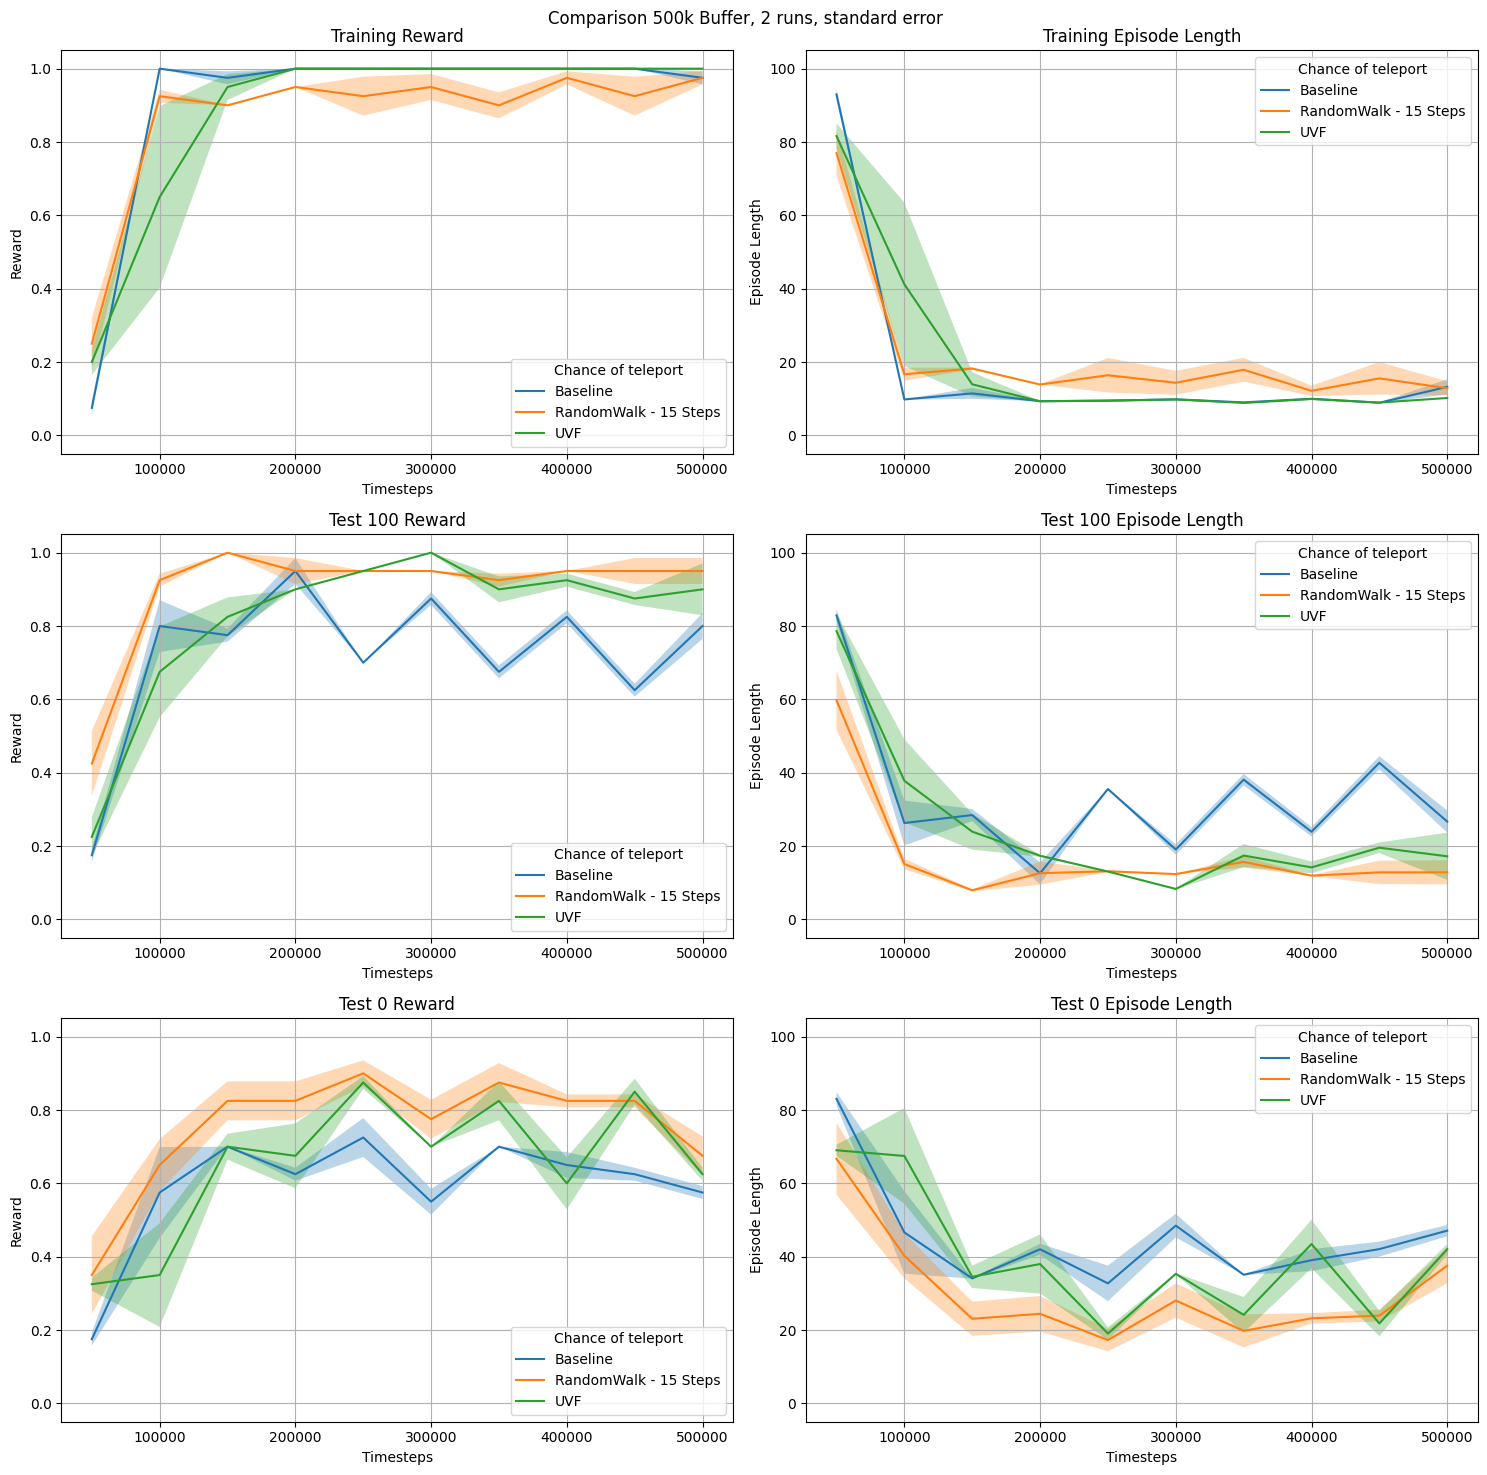 Comparison 500k Buffer, 2 runs, standard error
Training Reward
1.0
0.8
0.6
0.4
0.2
0.0
Reward
100000 200000 300000 400000 500000
Timesteps
Chance of teleport
Baseline
RandomWalk - 15 Steps
UVF
Training Episode Length
100
80
60
40
20
0
Episode Length
100000 200000 300000 400000 500000
Timesteps
Chance of teleport
Baseline
RandomWalk - 15 Steps
UVF
Test 100 Reward
1.0
0.8
0.6
0.4
0.2
0.0
Reward
100000 200000 300000 400000 500000
Timesteps
Chance of teleport
Baseline
RandomWalk - 15 Steps
UVF
Test 100 Episode Length
100
80
60
40
20
0
Episode Length
100000 200000 300000 400000 500000
Timesteps
Chance of teleport
Baseline
RandomWalk - 15 Steps
UVF
Test 0 Reward
1.0
0.8
0.6
0.4
0.2
0.0
Reward
100000 200000 300000 400000 500000
Timesteps
Chance of teleport
Baseline
RandomWalk - 15 Steps
UVF
Test 0 Episode Length
100
80
60
40
20
0
Episode Length
100000 200000 300000 400000 500000
Timesteps
Chance of teleport
Baseline
RandomWalk - 15 Steps
UVF